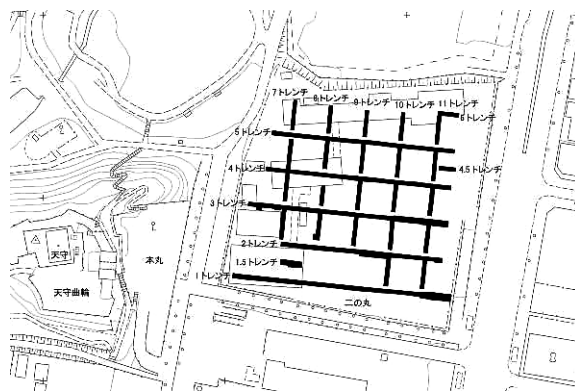 7トレンチ
8トレンチ
9トレンチ
10トレンチ
11トレンチ
6トレンチ
5トレンチ
4トレンチ
4.5トレンチ
3トレンチ
2トレンチ
1.5トレンチ
1トレンチ
天守
本丸
天守曲輪
二の丸